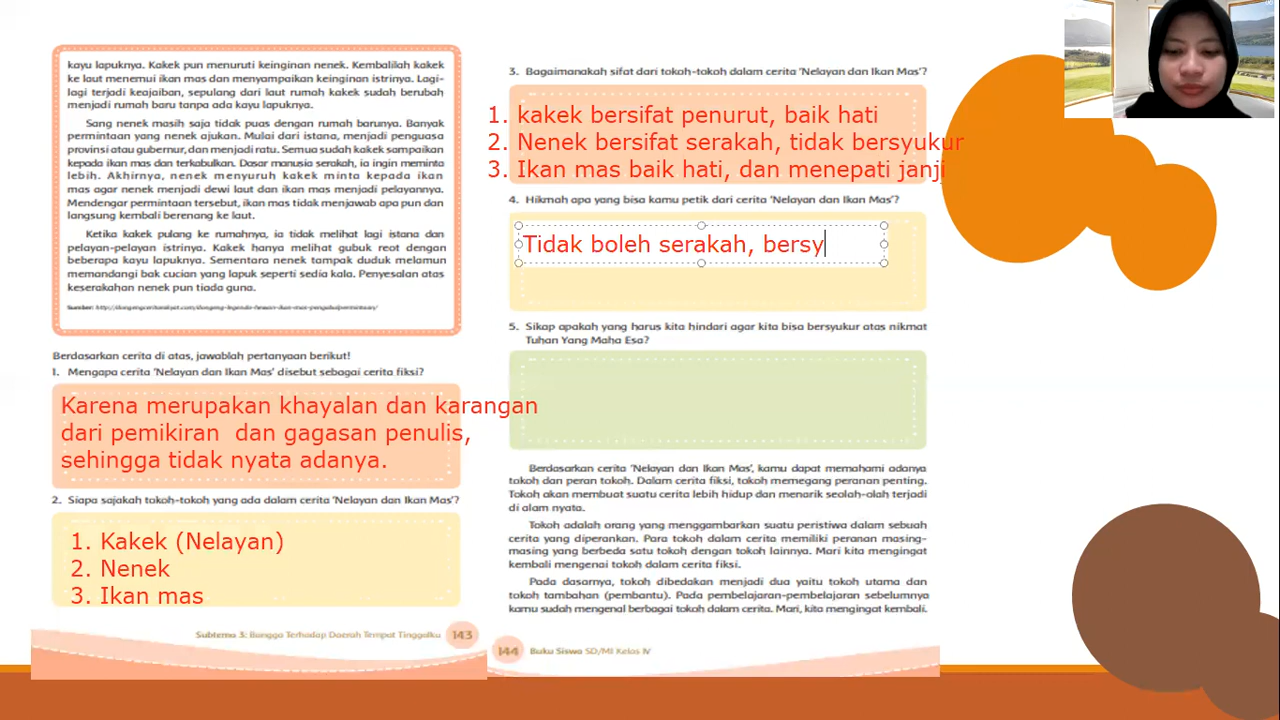 kayu lapuknya. Kakek pun menuruti keinginan nenek. Kembalilah kakek
ke laut menemui ikan mas dan menyampaikan keinginan istrinya. Lagi-
lagi terjadi keajaiban, sepulang dari laut rumah kakek sudah berubah
menjadi rumah baru tanpa ada kayu lapuknya.
Sang nenek masih saja tidak puas dengan rumah barunya. Banyak
permintaan yang nenek ajukan. Mulai dari istana, menjadi penguasa
provinsi atau gubernur, dan menjadi ratu. Semua sudah kakek sampaikan
kepada ikan mas dan terkabulkan. Dasar manusia serakah, ia ingin meminta
lebih. Akhirnya, nenek menyuruh kakek minta kepada ikan
mas agar nenek menjadi dewi laut dan ikan mas menjadi pelayannya.
Mendengar permintaan tersebut, ikan mas tidak menjawab apa pun dan
langsung kembali berenang ke laut.
Ketika kakek pulang ke rumahnya, ia tidak melihat lagi istana dan
pelayan-pelayan istrinya. Kakek hanya melihat gubuk reot dengan
beberapa kayu lapuknya. Sementara nenek tampak duduk melamun
memandangi bak cucian yang lapuk seperti sedia kala. Penyesalan atas
keserakahan nenek pun tiada guna.
Sumber:
Berdasarkan cerita di atas, jawablah pertanyaan berikut!
1. Mengapa cerita 'Nelayan dan Ikan Mas' disebut sebagai cerita fiksi?
Karena merupakan khayalan dan karangan
dari pemikiran dan gagasan penulis,
sehingga tidak nyata adanya.
2. Siapa sajakah tokoh-tokoh yang ada dalam cerita 'Nelayan dan Ikan Mas'?
1. Kakek (Nelayan)
2. Nenek
3. Ikan mas
Subtema 3: Bangga Terhadap Daerah Tempat Tinggalku 143
3. Bagaimanakah sifat dari tokoh-tokoh dalam cerita 'Nelayan dan Ikan Mas'?
1. kakek bersifat penurut, baik hati
2. Nenek bersifat serakah, tidak bersyukur
3. Ikan mas baik hati, dan menepati janji
4. Hikmah apa yang bisa kamu petik dari cerita 'Nelayan dan Ikan Mas'?
Tidak boleh serakah, bersy
5. Sikap apakah yang harus kita hindari agar kita bisa bersyukur atas nikmat
Tuhan Yang Maha Esa?
Berdasarkan cerita 'Nelayan dan Ikan Mas', kamu dapat memahami adanya
tokoh dan peran tokoh. Dalam cerita fiksi, tokoh memegang peranan penting.
Tokoh akan membuat suatu cerita lebih hidup dan menarik seolah-olah terjadi
di alam nyata.
Tokoh adalah orang yang menggambarkan suatu peristiwa dalam sebuah
cerita yang diperankan. Para tokoh dalam cerita memiliki peranan masing-
masing yang berbeda satu tokoh dengan tokoh lainnya. Mari kita mengingat
kembali mengenai tokoh dalam cerita fiksi.
Pada dasarnya, tokoh dibedakan menjadi dua yaitu tokoh utama dan
tokoh tambahan (pembantu). Pada pembelajaran-pembelajaran sebelumnya
kamu sudah mengenal berbagai tokoh dalam cerita. Mari, kita mengingat kembali.
144 Buku Siswa SD/MI Kelas IV